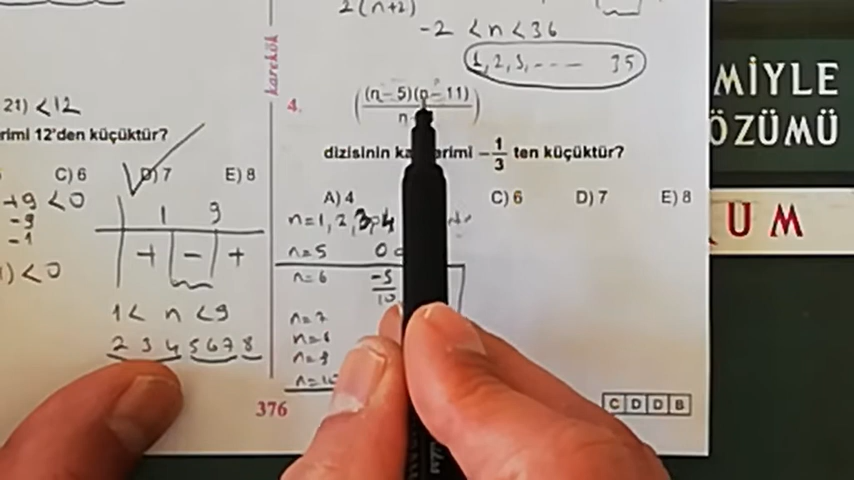 2(n+2)
-2 < n < 36
1, 2, 3, ---- 35
karekök
21) < 12
rimi 12'den küçüktür?
C) 6 D) 7 E) 8
+9 < 0
-9
-1
) < 0
1 9
+ - +
1 < n < 9
2 3 4 5 6 7 8
376
4.
(n-5)(n-11)
n
dizisinin -1/3 ten küçüktür?
A) 4 C) 6 D) 7 E) 8
n=1, 2, 3, 4
n=5 0
n=6 -5/10
n=7
n=8
n=9
n=10
C D D B
MİYLE
ÖZÜMÜ
UM